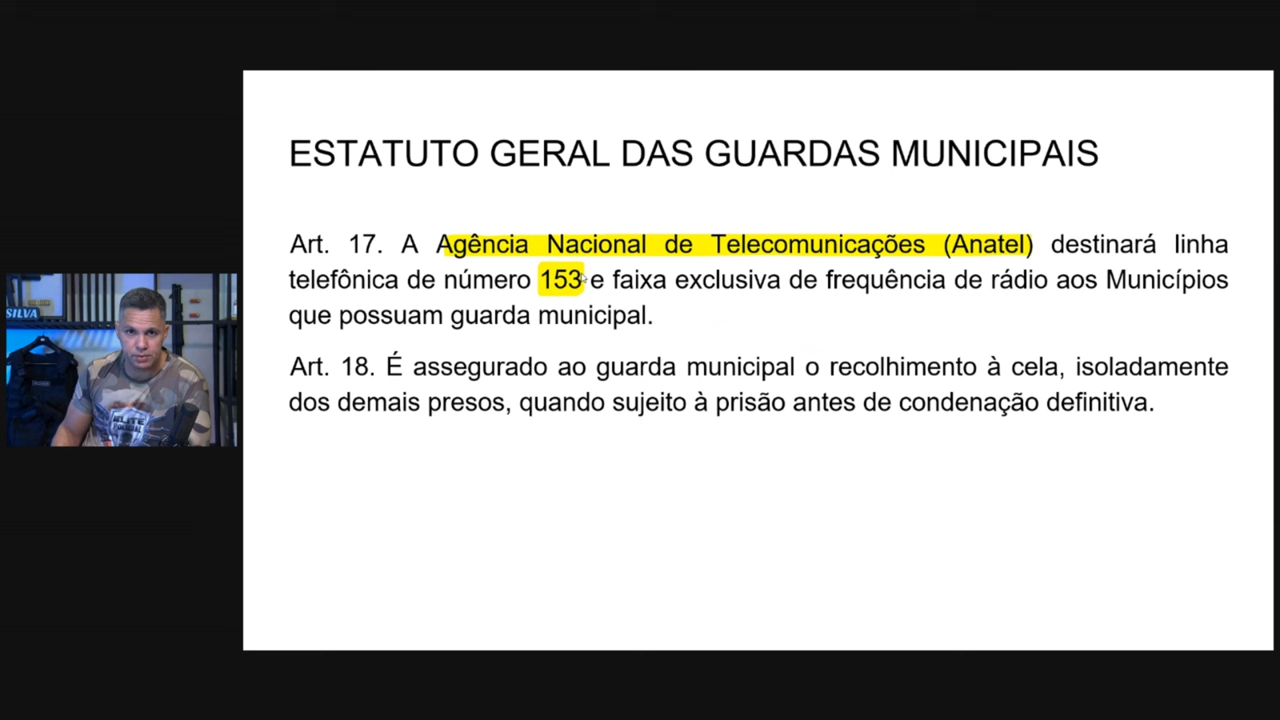 ESTATUTO GERAL DAS GUARDAS MUNICIPAIS
Art. 17. A Agência Nacional de Telecomunicações (Anatel) destinará linha
telefônica de número 153 e faixa exclusiva de frequência de rádio aos Municípios
que possuam guarda municipal.
Art. 18. É assegurado ao guarda municipal o recolhimento à cela, isoladamente
dos demais presos, quando sujeito à prisão antes de condenação definitiva.
SILVA
ELITE